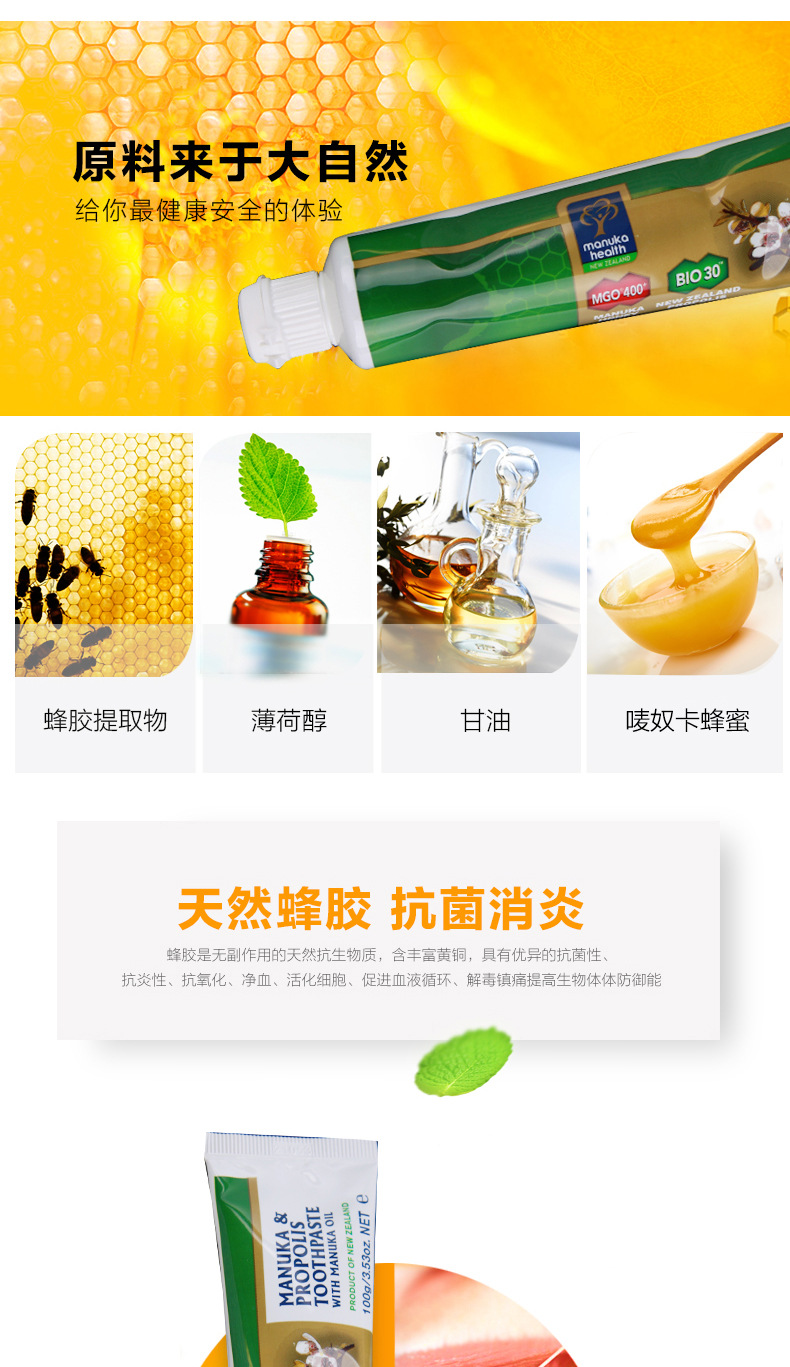 原料来于大自然
给你最健康安全的体验
manuka
health
NEW ZEALAND
MGO™400+
BIO 30™
MANUKA
NEW ZEALAND
PROPOLIS
蜂胶提取物
薄荷醇
甘油
唛奴卡蜂蜜
天然蜂胶 抗菌消炎
蜂胶是无副作用的天然抗生物质，含丰富黄铜，具有优异的抗菌性、
抗炎性、抗氧化、净血、活化细胞、促进血液循环、解毒镇痛提高生物体体防御能
MANUKA &
PROPOLIS
TOOTHPASTE
WITH MANUKA OIL
PRODUCT OF NEW ZEALAND
100g/3.53oz. NET e